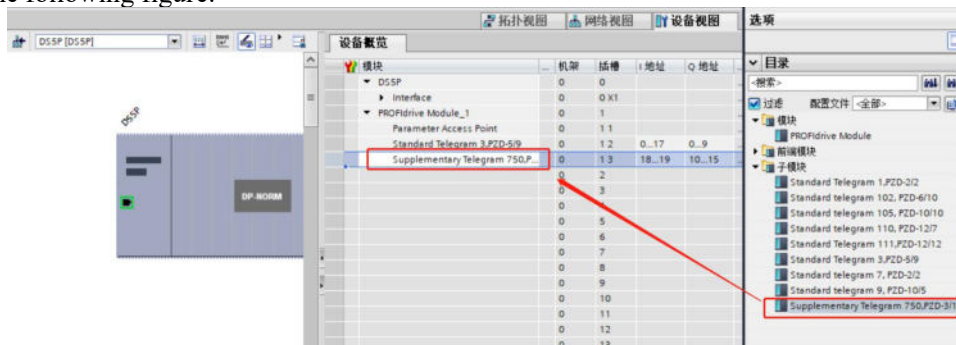 the following figure.
拓扑视图 网络视图 设备视图 选项
DS5P [DS5P]
设备概览
模块 ... 机架 插槽 I 地址 Q 地址
DS5P 0 0
Interface 0 0 X1
PROFIdrive Module_1 0 1
Parameter Access Point 0 1 1
Standard Telegram 3,PZD-5/9 0 1 2 0...17 0...9
Supplementary Telegram 750,P... 0 1 3 18...19 10...15
0 2
0 3
0
0 5
0 6
0 7
0 8
0 9
0 10
0 11
0 12
0 13
DS5P
DP-NORM
目录
<搜索>
过滤 配置文件 <全部>
模块
PROFIdrive Module
前端模块
子模块
Standard Telegram 1,PZD-2/2
Standard telegram 102, PZD-6/10
Standard telegram 105, PZD-10/10
Standard telegram 110, PZD-12/7
Standard Telegram 111,PZD-12/12
Standard Telegram 3,PZD-5/9
Standard telegram 7, PZD-2/2
Standard telegram 9, PZD-10/5
Supplementary Telegram 750,PZD-3/1